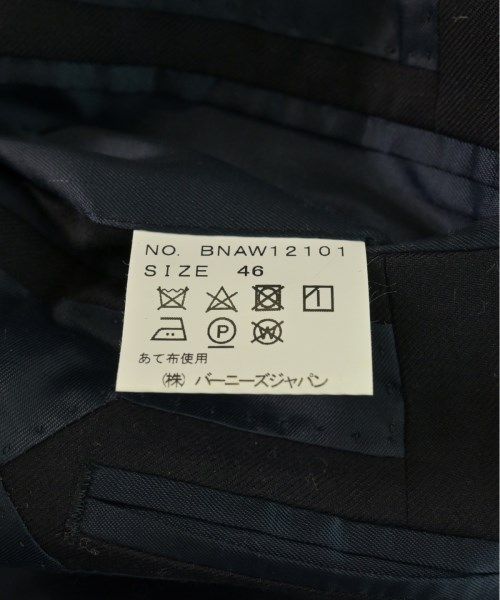 NO. BNAW12101
SIZE 46
P W
あて布使用
(株) バーニーズジャパン